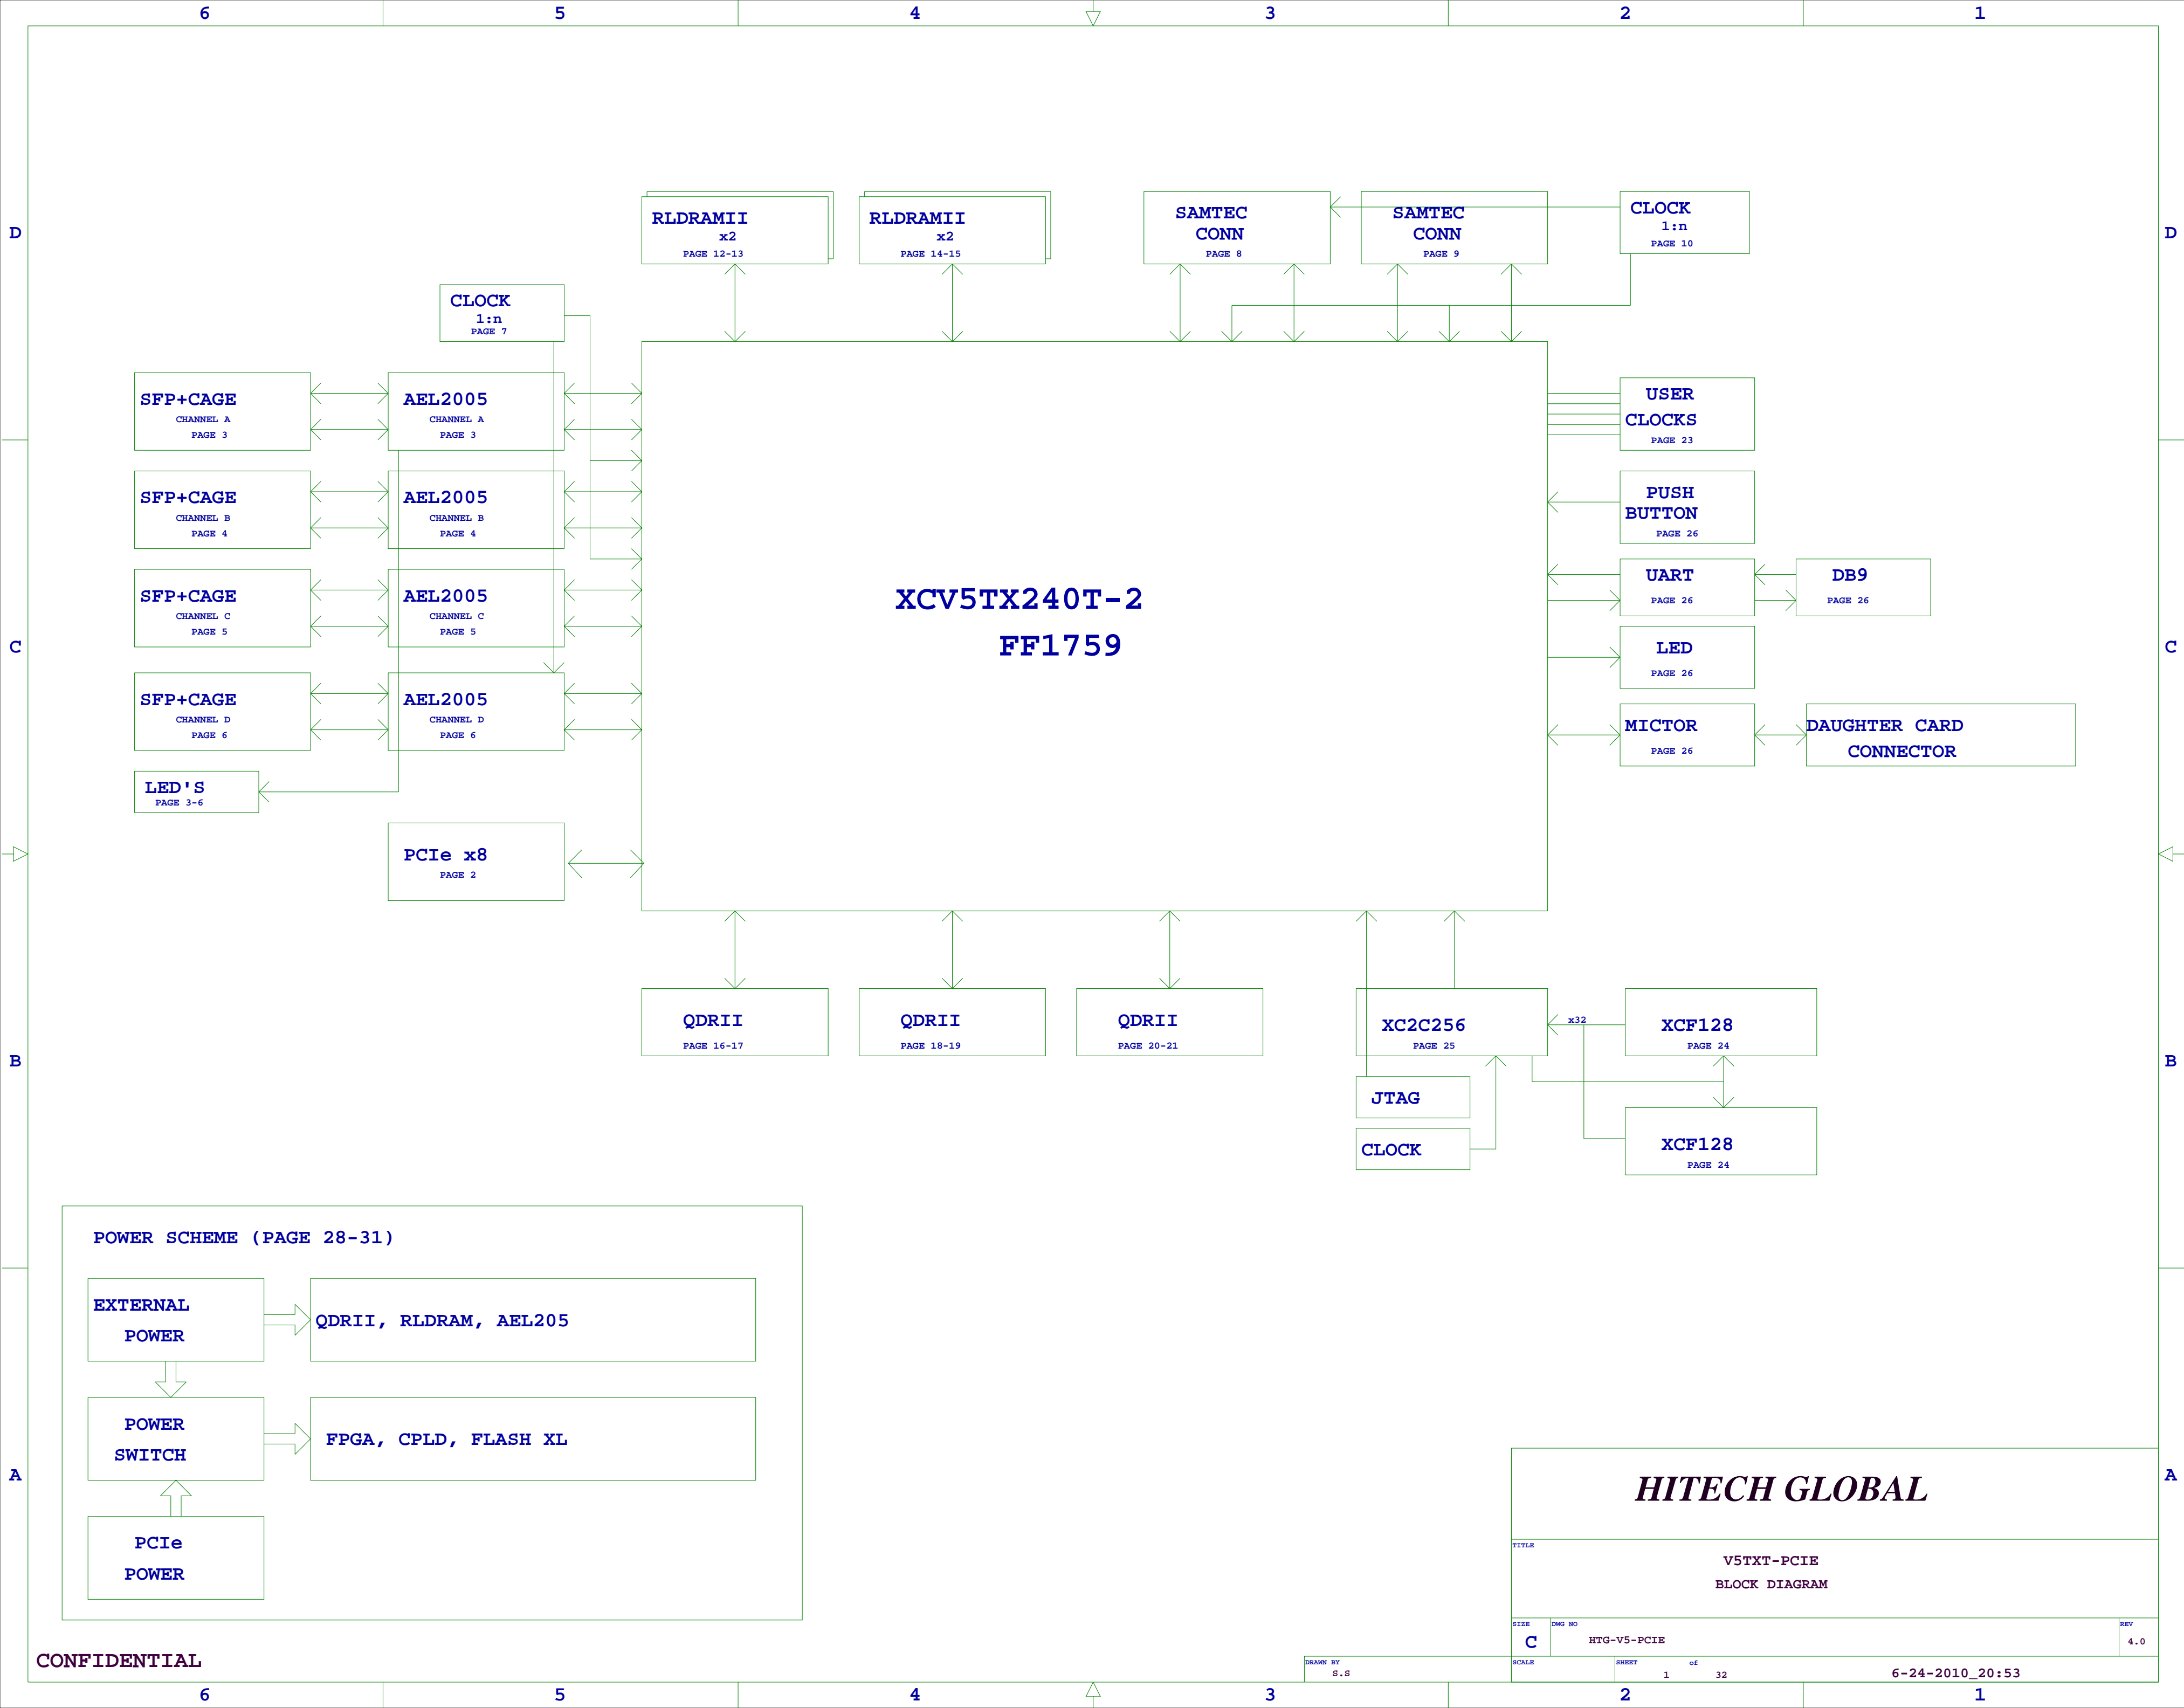 6 5 4 3 2 1
D
D
RLDRAMII
x2
PAGE 12-13
RLDRAMII
x2
PAGE 14-15
SAMTEC
CONN
PAGE 8
SAMTEC
CONN
PAGE 9
CLOCK
1:n
PAGE 10
CLOCK
1:n
PAGE 7
SFP+CAGE
CHANNEL A
PAGE 3
AEL2005
CHANNEL A
PAGE 3
USER
CLOCKS
PAGE 23
SFP+CAGE
CHANNEL B
PAGE 4
AEL2005
CHANNEL B
PAGE 4
PUSH
BUTTON
PAGE 26
XCV5TX240T-2
FF1759
SFP+CAGE
CHANNEL C
PAGE 5
AEL2005
CHANNEL C
PAGE 5
UART
PAGE 26
DB9
PAGE 26
C
C
LED
PAGE 26
SFP+CAGE
CHANNEL D
PAGE 6
AEL2005
CHANNEL D
PAGE 6
MICTOR
PAGE 26
DAUGHTER CARD
CONNECTOR
LED'S
PAGE 3-6
PCIe x8
PAGE 2
QDRII
PAGE 16-17
QDRII
PAGE 18-19
QDRII
PAGE 20-21
XC2C256
PAGE 25
x32
XCF128
PAGE 24
B
B
JTAG
CLOCK
XCF128
PAGE 24
POWER SCHEME (PAGE 28-31)
EXTERNAL
POWER
QDRII, RLDRAM, AEL205
POWER
SWITCH
FPGA, CPLD, FLASH XL
PCIe
POWER
A
A
HITECH GLOBAL
TITLE
V5TXT-PCIE
BLOCK DIAGRAM
SIZE
C
DWG NO
HTG-V5-PCIE
REV
4.0
CONFIDENTIAL
DRAWN BY
S.S
SCALE
SHEET
1
of
32
6-24-2010_20:53
6 5 4 3 2 1